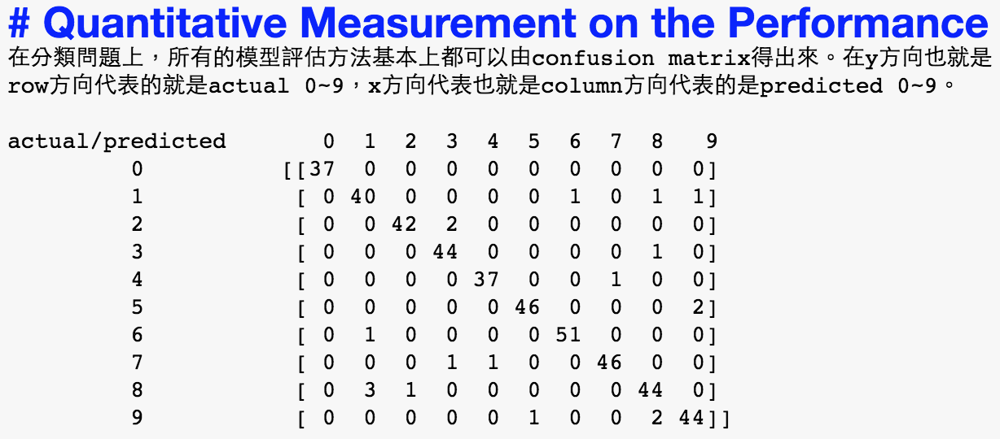 # Quantitative Measurement on the Performance
在分類問題上，所有的模型評估方法基本上都可以由confusion matrix得出來。在y方向也就是
row方向代表的就是actual 0~9，x方向代表也就是column方向代表的是predicted 0~9。
actual/predicted 0 1 2 3 4 5 6 7 8 9
0 [[37 0 0 0 0 0 0 0 0 0]
1 [ 0 40 0 0 0 0 1 0 1 1]
2 [ 0 0 42 2 0 0 0 0 0 0]
3 [ 0 0 0 44 0 0 0 0 1 0]
4 [ 0 0 0 0 37 0 0 1 0 0]
5 [ 0 0 0 0 0 46 0 0 0 2]
6 [ 0 1 0 0 0 0 51 0 0 0]
7 [ 0 0 0 1 1 0 0 46 0 0]
8 [ 0 3 1 0 0 0 0 0 44 0]
9 [ 0 0 0 0 0 1 0 0 2 44]]